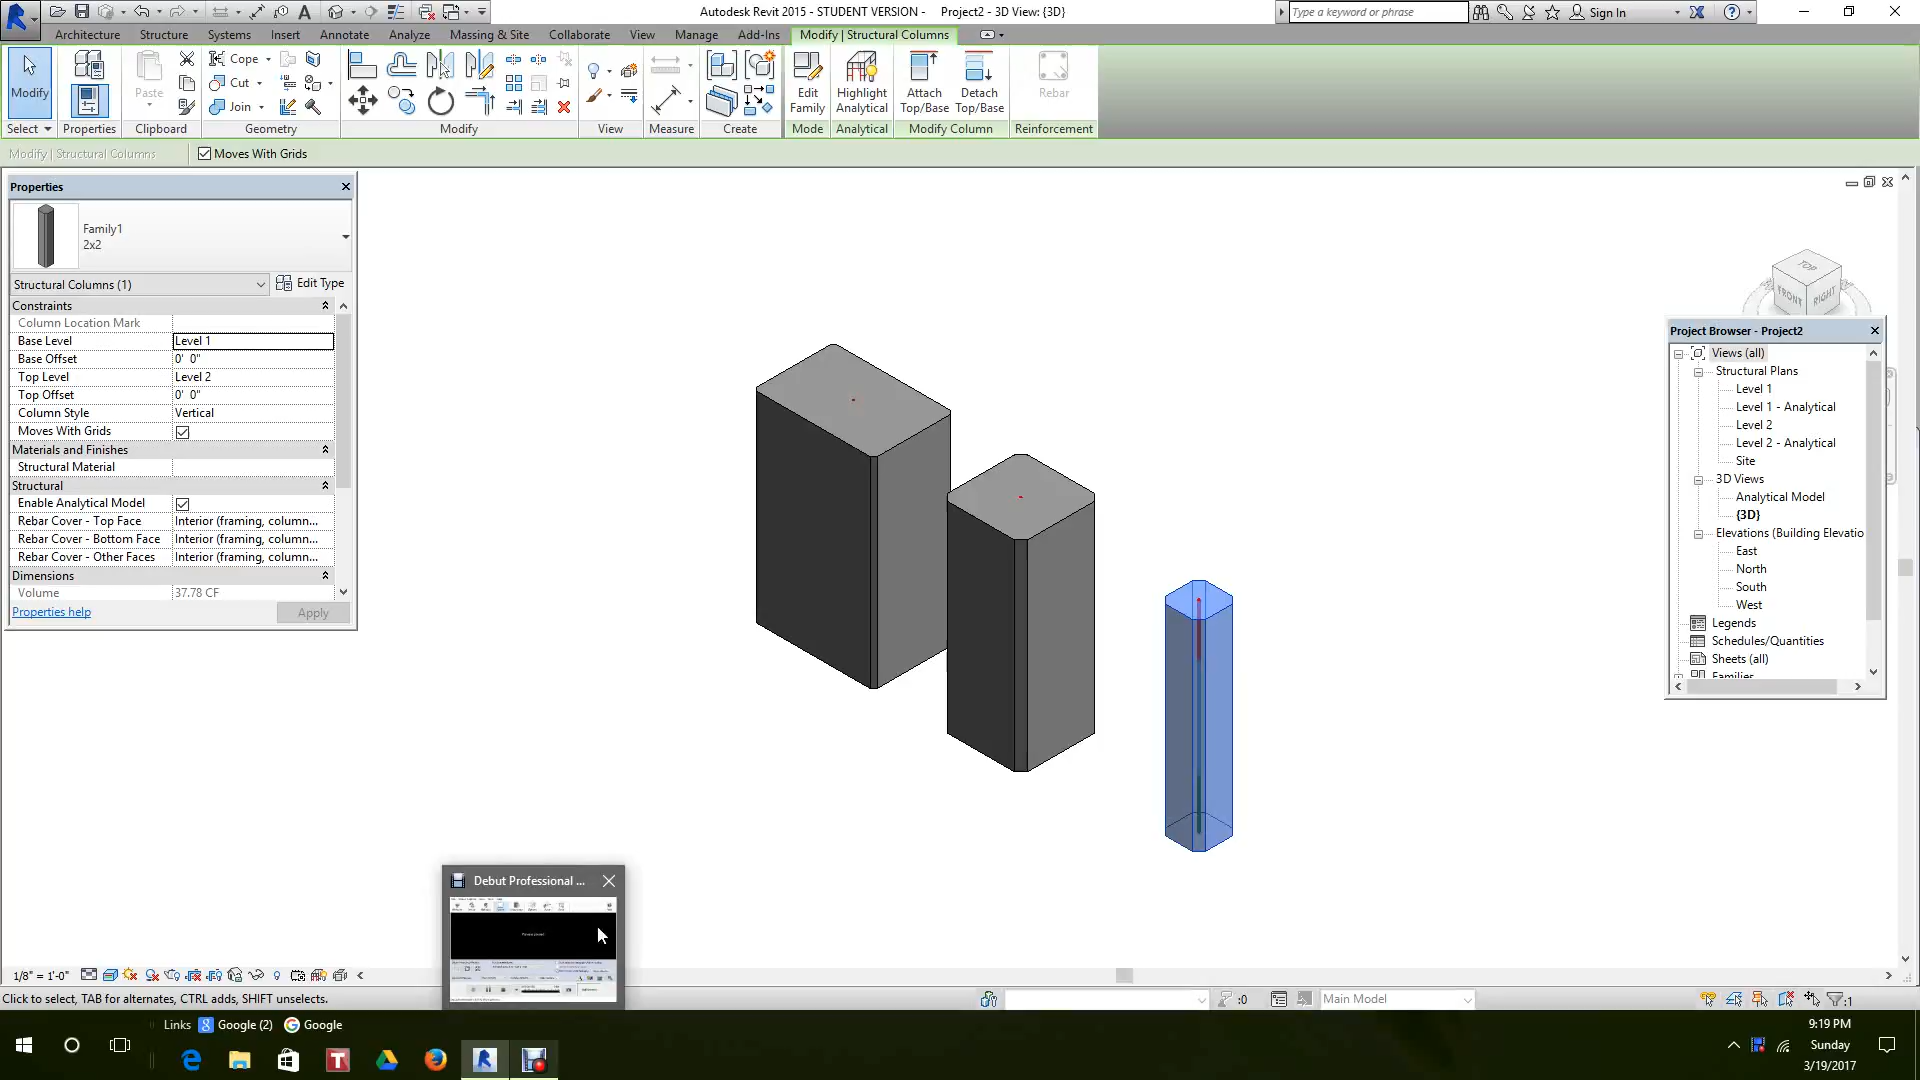 Autodesk Revit 2015 - STUDENT VERSION - Project2 - 3D View: {3D}
Type a keyword or phrase
Sign In
Architecture Structure Systems Insert Annotate Analyze Massing & Site Collaborate View Manage Add-Ins Modify | Structural Columns
Modify
Paste
Cope
Cut
Join
Edit Family
Highlight Analytical
Attach Top/Base
Detach Top/Base
Rebar
Select Properties Clipboard Geometry Modify View Measure Create Mode Analytical Modify Column Reinforcement
Modify | Structural Columns Moves With Grids
Properties
Family1
2x2
Structural Columns (1) Edit Type
Constraints
Column Location Mark
Base Level Level 1
Base Offset 0' 0"
Top Level Level 2
Top Offset 0' 0"
Column Style Vertical
Moves With Grids
Materials and Finishes
Structural Material
Structural
Enable Analytical Model
Rebar Cover - Top Face Interior (framing, column...
Rebar Cover - Bottom Face Interior (framing, column...
Rebar Cover - Other Faces Interior (framing, column...
Dimensions
Volume 37.78 CF
Properties help Apply
TOP
FRONT RIGHT
Project Browser - Project2
Views (all)
Structural Plans
Level 1
Level 1 - Analytical
Level 2
Level 2 - Analytical
Site
3D Views
Analytical Model
{3D}
Elevations (Building Elevatio
East
North
South
West
Legends
Schedules/Quantities
Sheets (all)
Families
Debut Professional ...
1/8" = 1'-0"
Click to select, TAB for alternates, CTRL adds, SHIFT unselects.
:0
Main Model
:1
Links Google (2) Google
9:19 PM
Sunday
3/19/2017